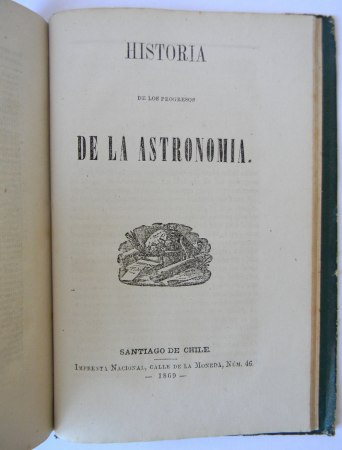 HISTORIA
DE LOS PROGRESOS
DE LA ASTRONOMIA.
SANTIAGO DE CHILE.
IMPRENTA NACIONAL, CALLE DE LA MONEDA, NÚM. 46.
— 1869 —